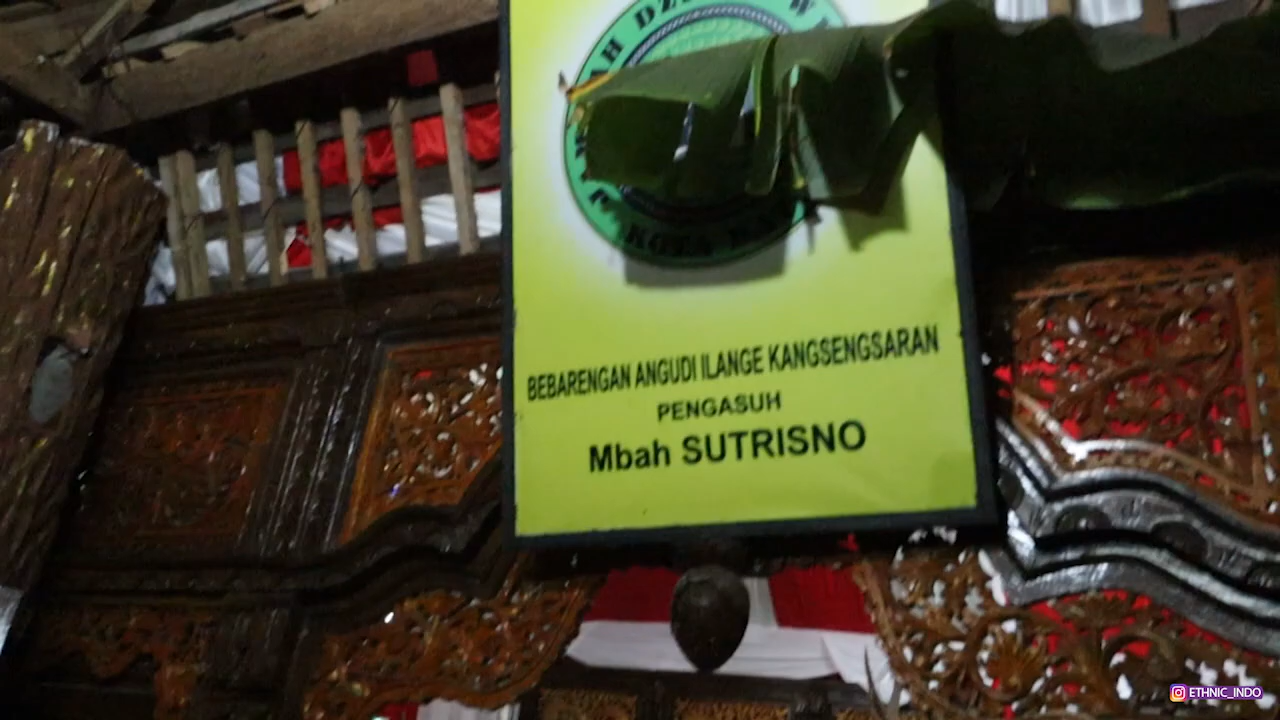 BEBARENGAN ANGUDI ILANGE KANGSENGSARAN
PENGASUH
Mbah SUTRISNO
ETHNIC_INDO